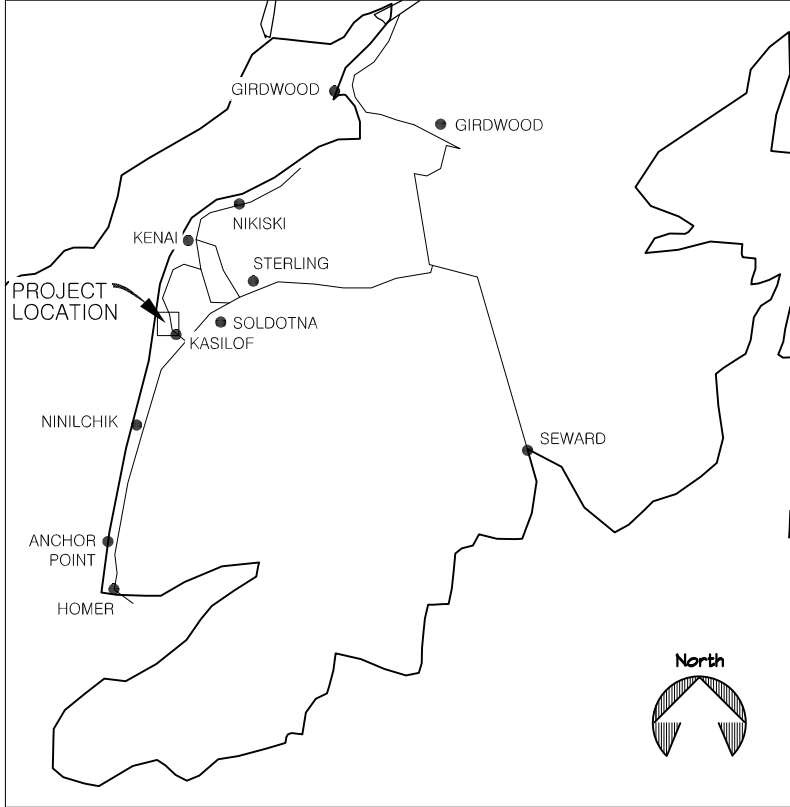 GIRDWOOD
GIRDWOOD
NIKISKI
KENAI
STERLING
PROJECT
LOCATION
SOLDOTNA
KASILOF
NINILCHIK
SEWARD
ANCHOR
POINT
HOMER
North